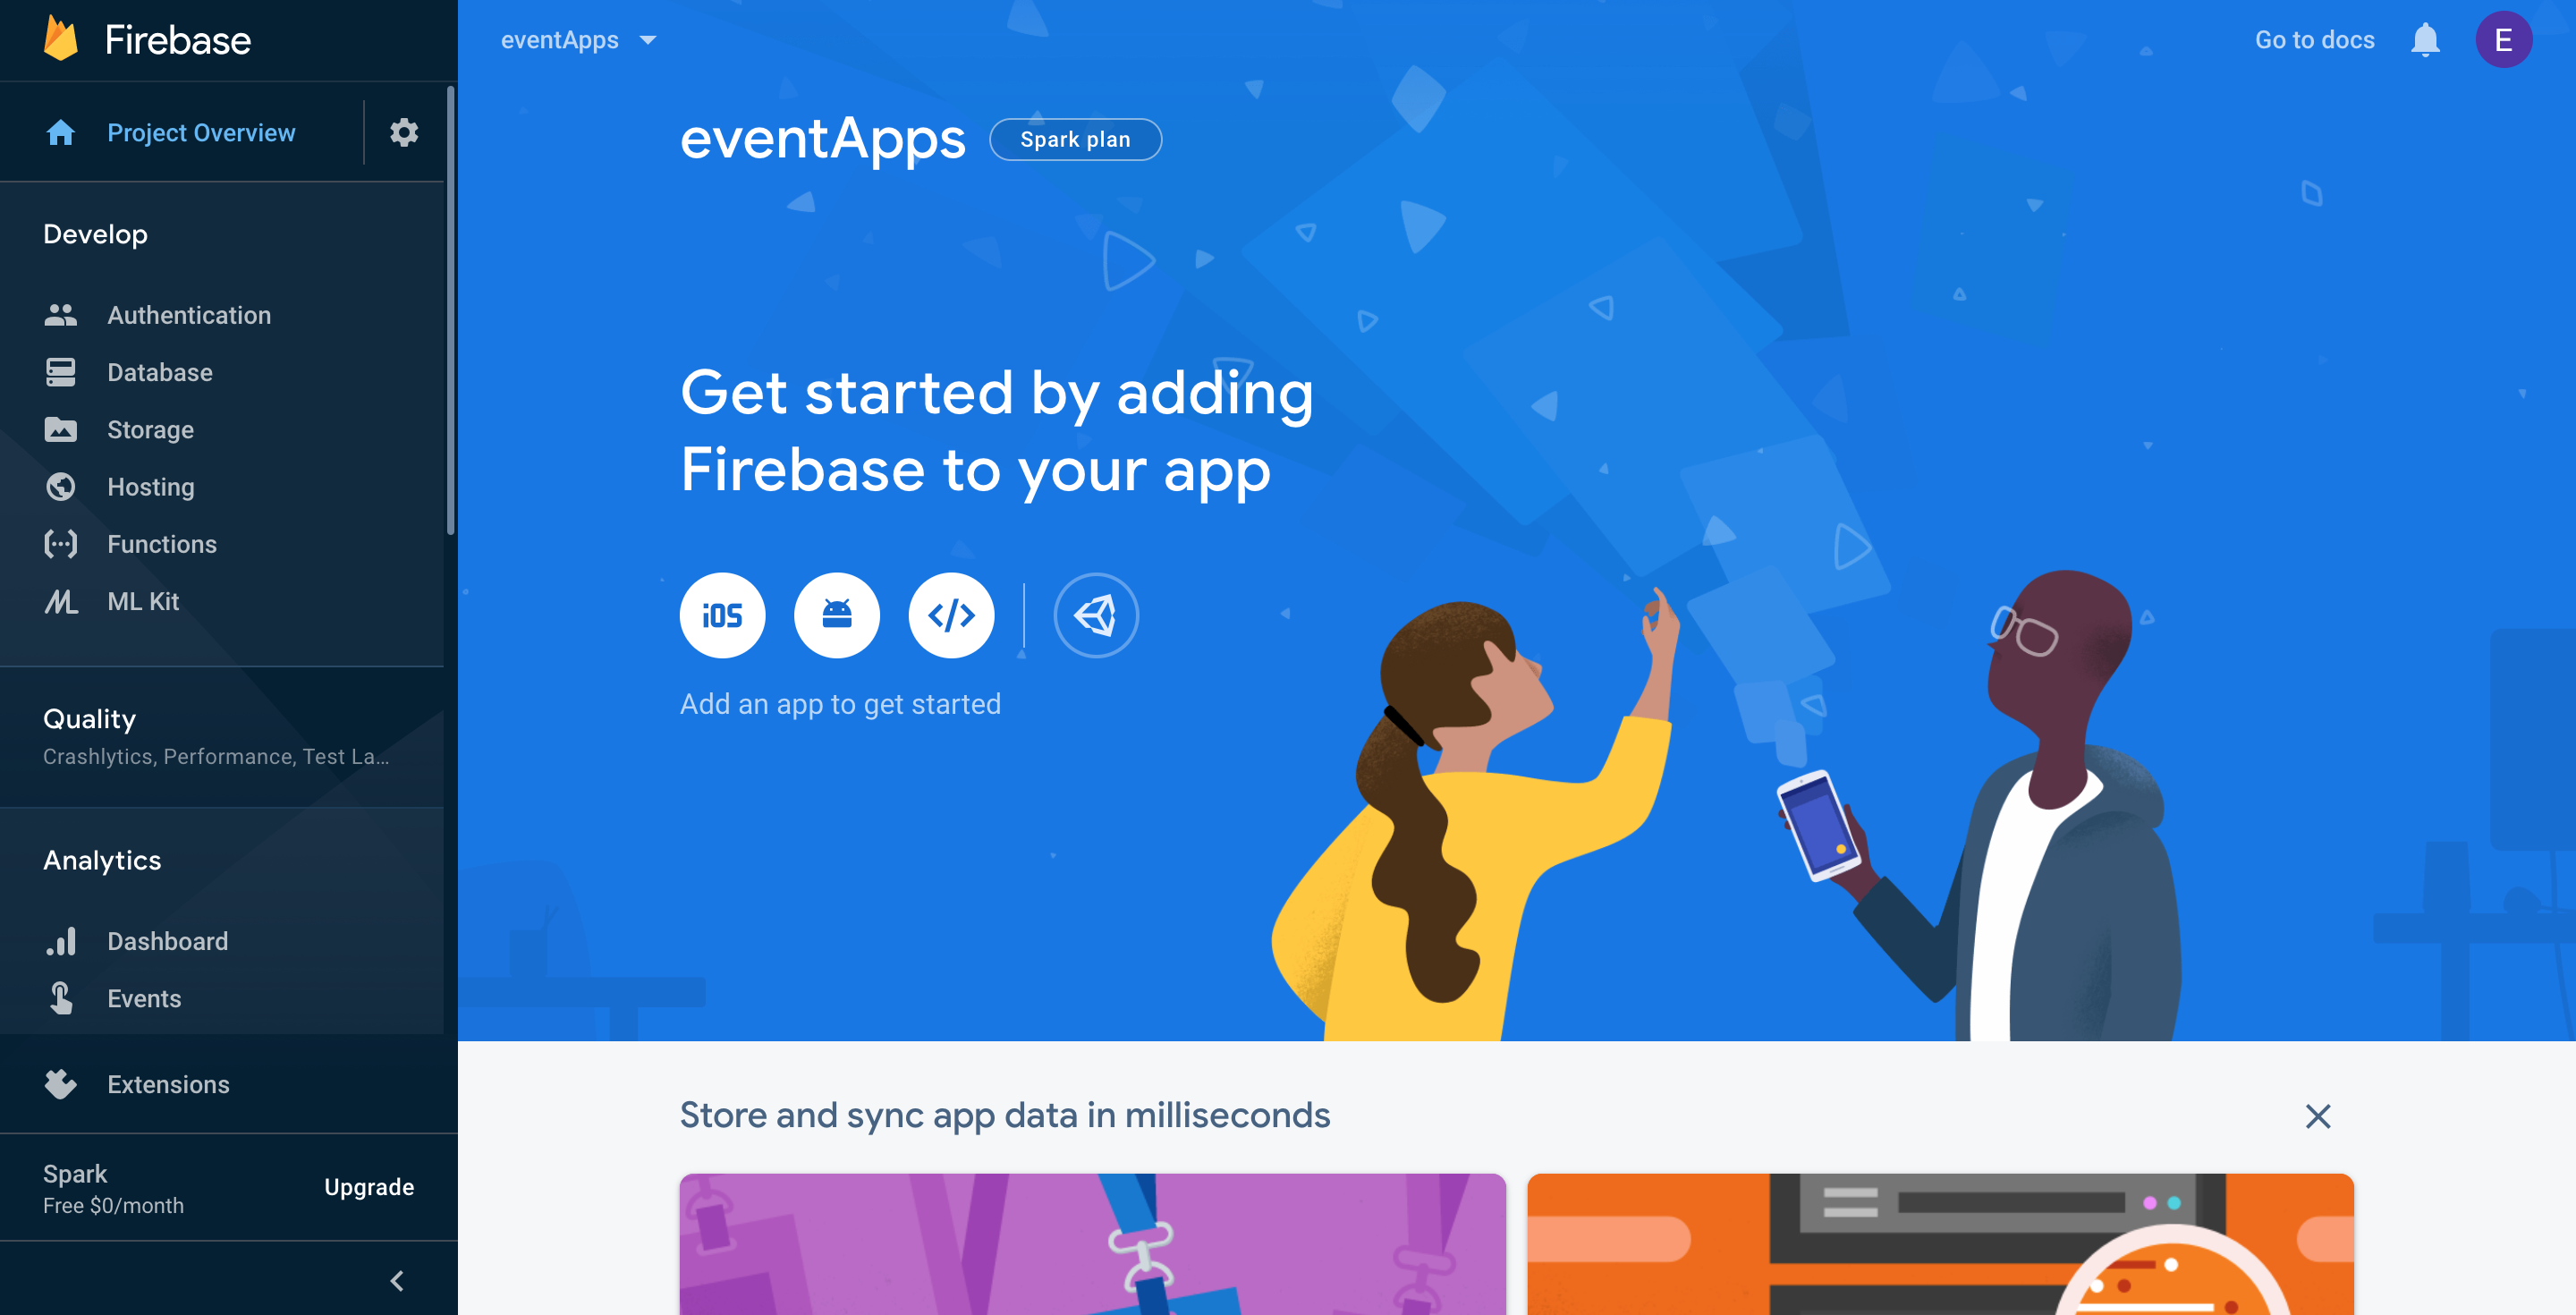 Firebase
Project Overview
Develop
Authentication
Database
Storage
Hosting
Functions
ML Kit
Quality
Crashlytics, Performance, Test La...
Analytics
Dashboard
Events
Extensions
Spark
Free $0/month
Upgrade
eventApps
Go to docs
E
eventApps
Spark plan
Get started by adding
Firebase to your app
iOS
Add an app to get started
Store and sync app data in milliseconds